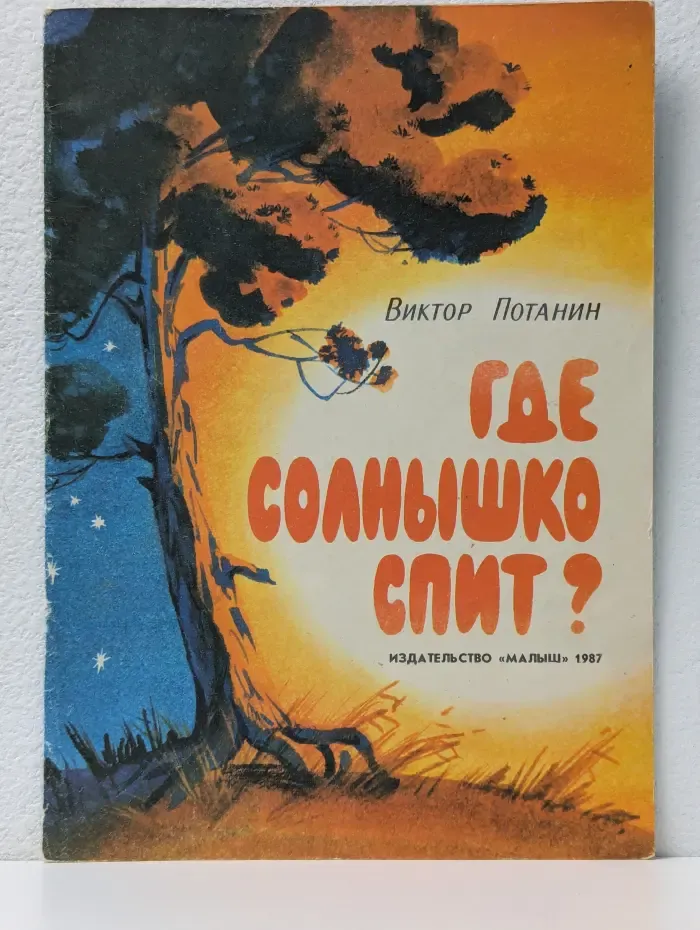 Виктор Потанин
ГДЕ
СОЛНЫШКО
СПИТ?
ИЗДАТЕЛЬСТВО «МАЛЫШ» 1987